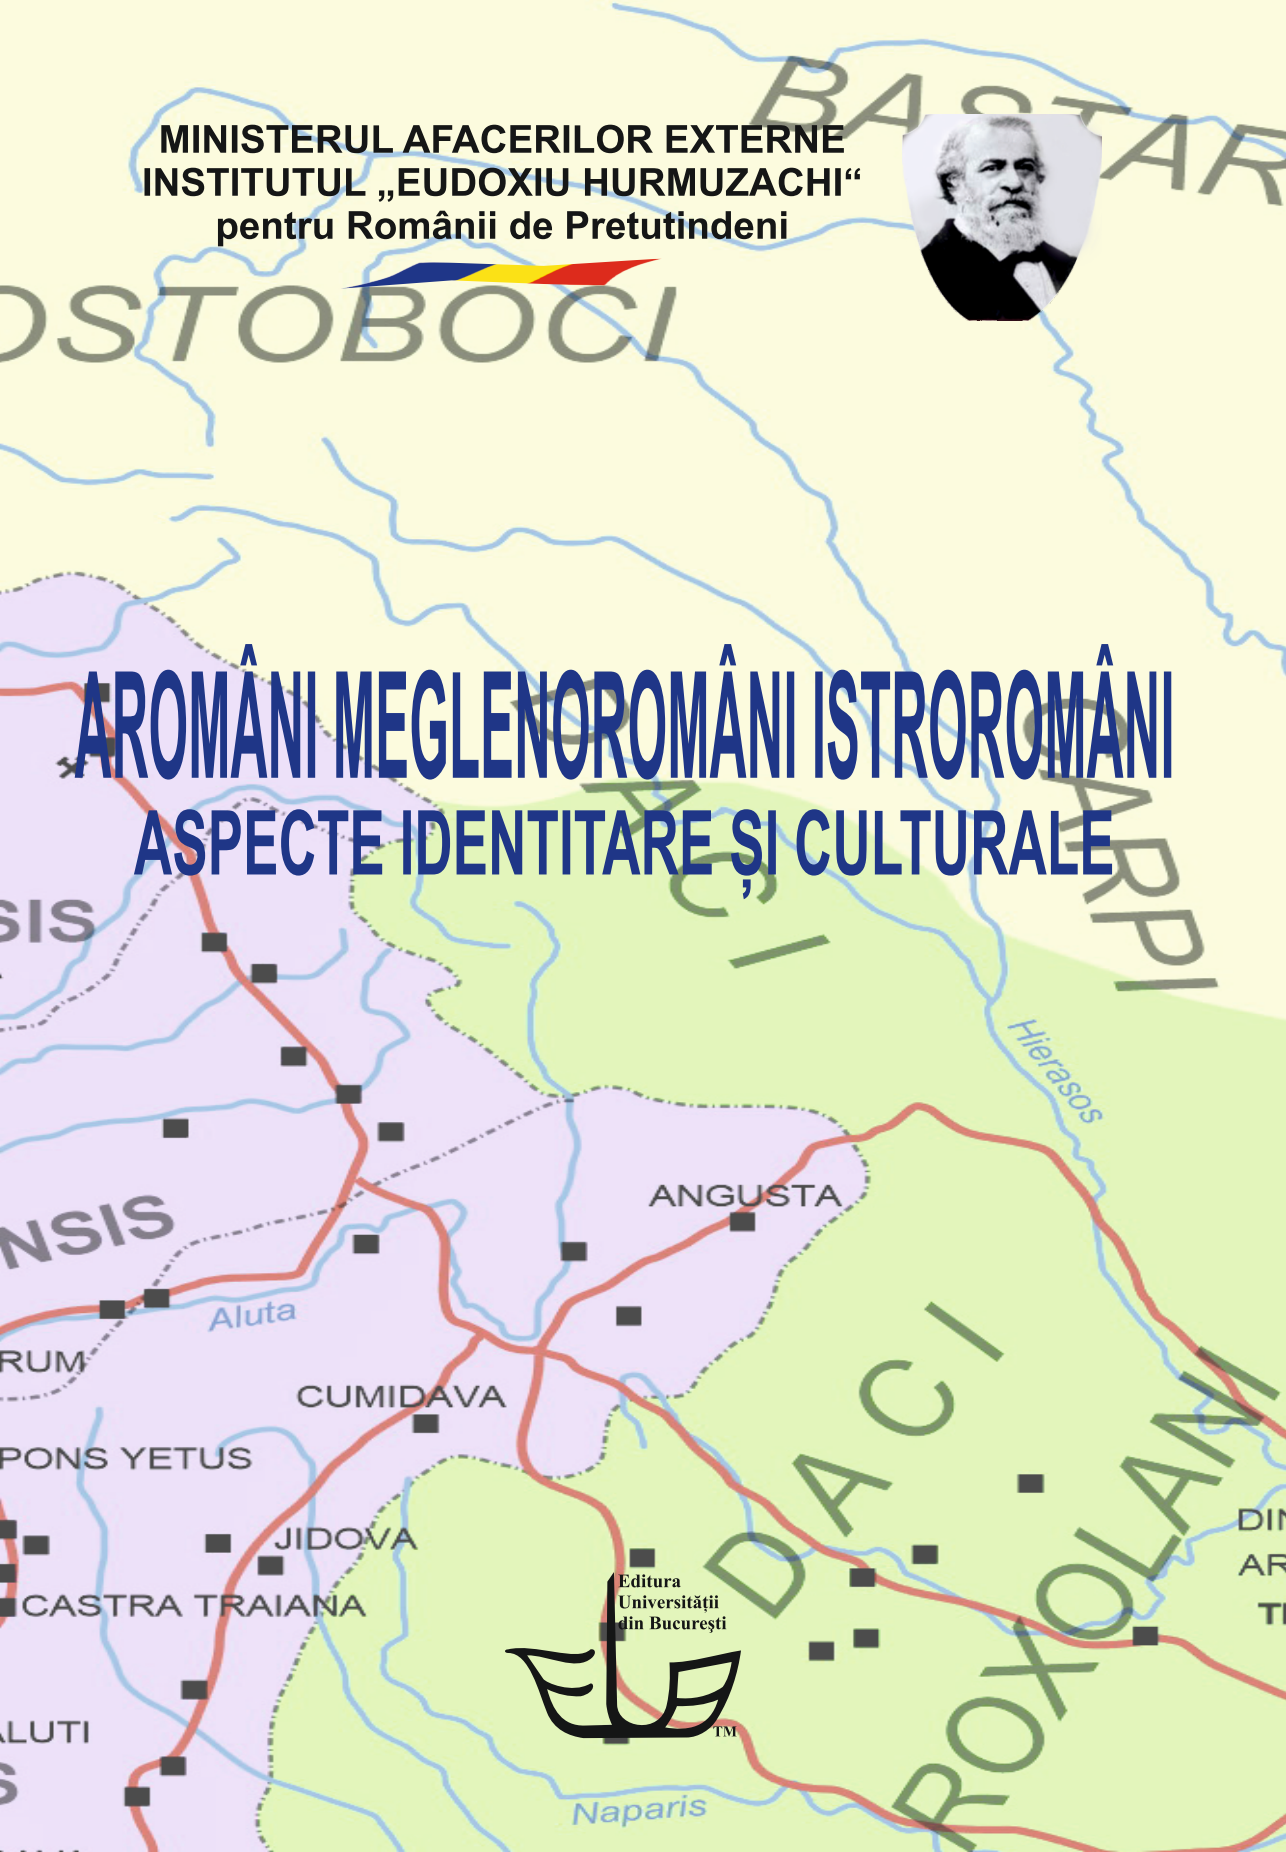 BASTAR
MINISTERUL AFACERILOR EXTERNE
INSTITUTUL „EUDOXIU HURMUZACHI“
pentru Românii de Pretutindeni
OSTOBOCI
AROMÂNI MEGLENOROMÂNI ISTROROMÂNI
ASPECTE IDENTITARE ȘI CULTURALE
DACI
CARPI
SIS
Hierasos
ANGUSTA
NSIS
Aluta
RUM
CUMIDAVA
PONS YETUS
DACI
ROXOLANI
DIN
AR
JIDOVA
CASTRA TRAIANA
Editura
Universității
din București
TM
ALUTI
S
Naparis